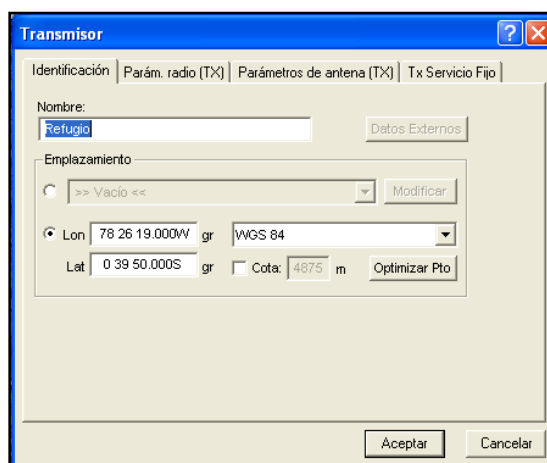 Transmisor
Identificación Parám. radio (TX) Parámetros de antena (TX) Tx Servicio Fijo
Nombre:
Refugio Datos Externos
Emplazamiento
>> Vacío << Modificar
Lon 78 26 19.000W gr WGS 84
Lat 0 39 50.000S gr Cota: 4875 m Optimizar Pto
Aceptar Cancelar